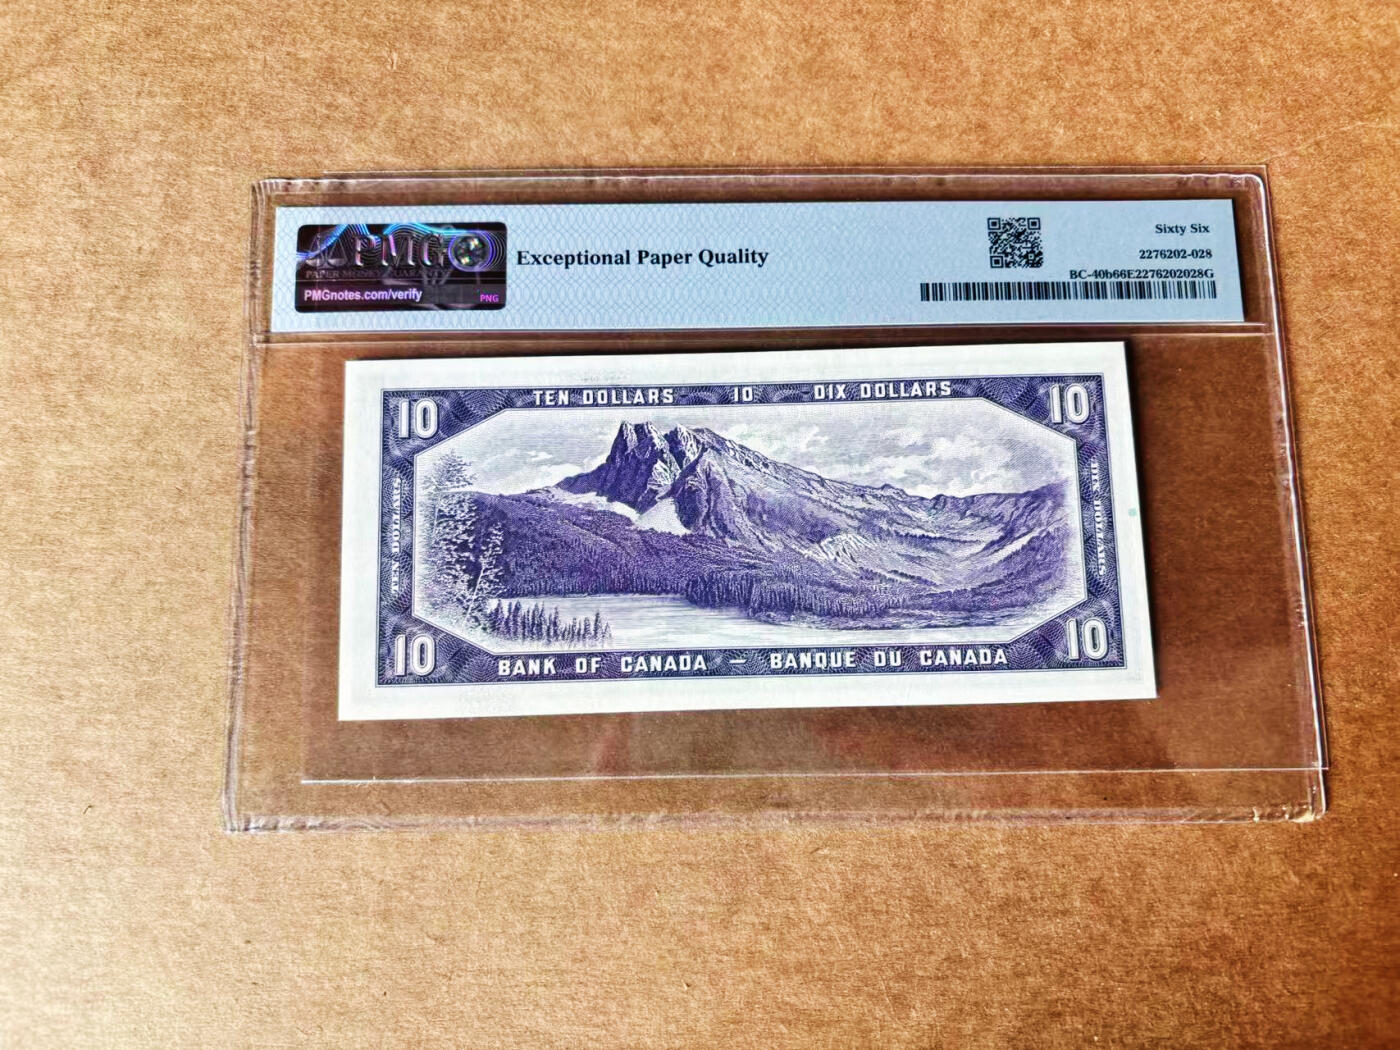 PMG
PAPER MONEY GUARANTY
PMGnotes.com/verify
PNG
Exceptional Paper Quality
Sixty Six
2276202-028
BC-40b66E2276202028G
TEN DOLLARS 10 DIX DOLLARS
10 10
TEN DOLLARS
DIX DOLLARS
10 10
BANK OF CANADA — BANQUE DU CANADA